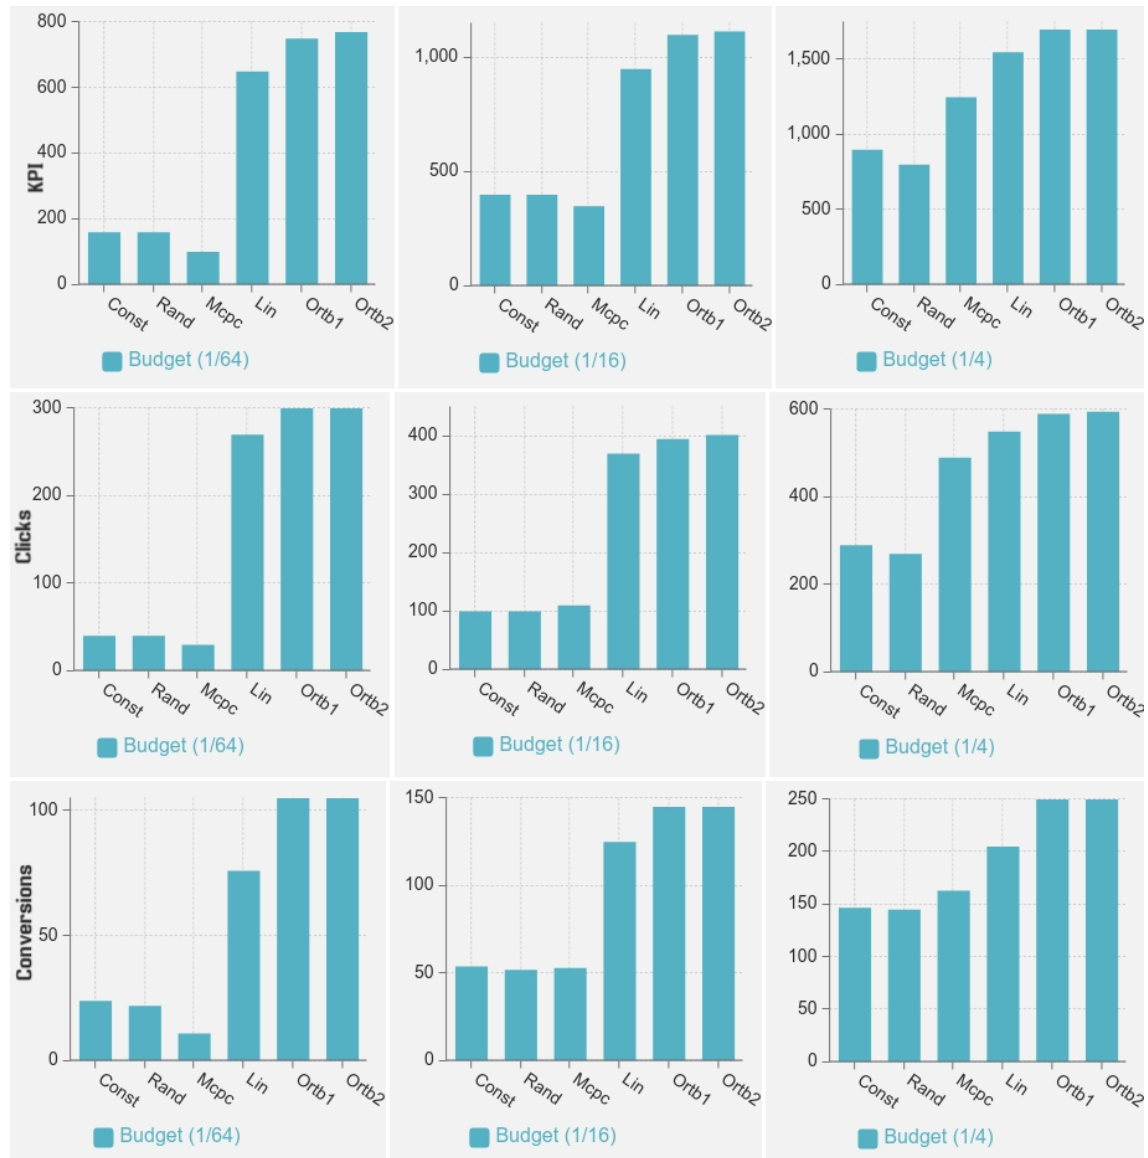 KPI
800
600
400
200
0
Const Rand Mcpc Lin Ortb1 Ortb2
Budget (1/64)
1,000
500
0
Const Rand Mcpc Lin Ortb1 Ortb2
Budget (1/16)
1,500
1,000
500
0
Const Rand Mcpc Lin Ortb1 Ortb2
Budget (1/4)
Clicks
300
200
100
0
Const Rand Mcpc Lin Ortb1 Ortb2
Budget (1/64)
400
300
200
100
0
Const Rand Mcpc Lin Ortb1 Ortb2
Budget (1/16)
600
400
200
0
Const Rand Mcpc Lin Ortb1 Ortb2
Budget (1/4)
Conversions
100
50
0
Const Rand Mcpc Lin Ortb1 Ortb2
Budget (1/64)
150
100
50
0
Const Rand Mcpc Lin Ortb1 Ortb2
Budget (1/16)
250
200
150
100
50
0
Const Rand Mcpc Lin Ortb1 Ortb2
Budget (1/4)